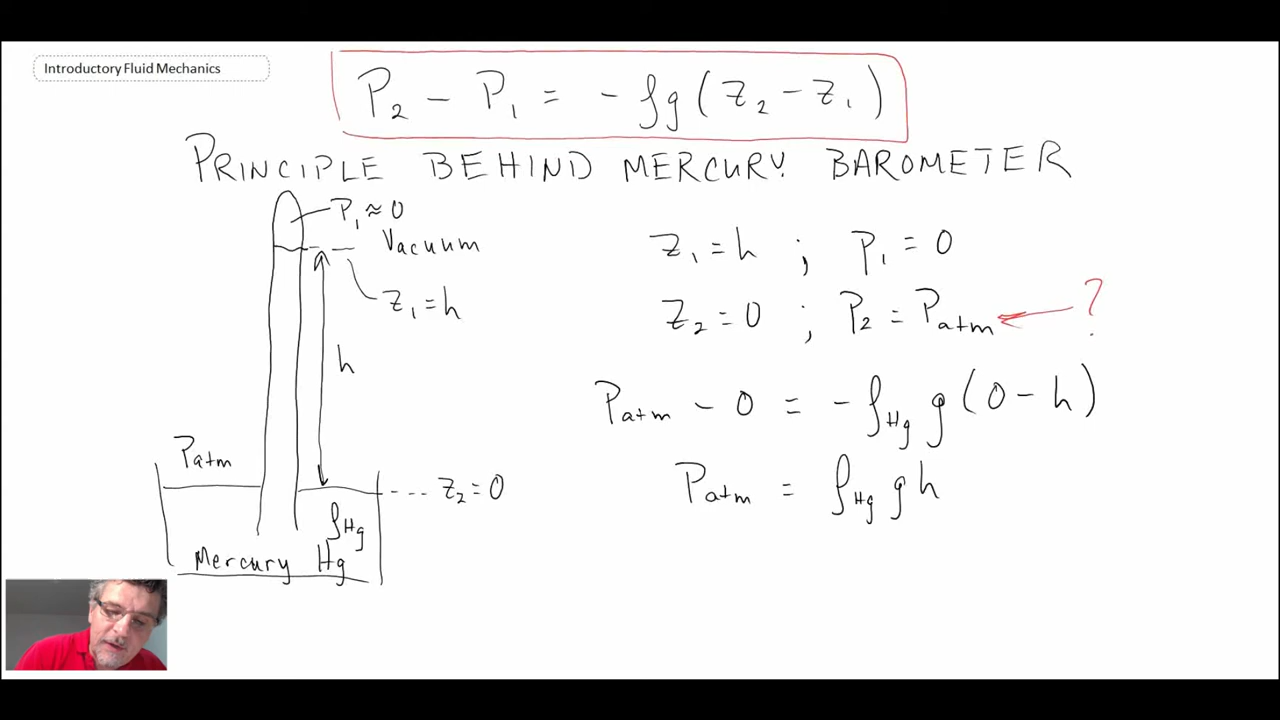 Introductory Fluid Mechanics
P₂ - P₁ = - ρg (z₂ - z₁)
PRINCIPLE BEHIND MERCURY BAROMETER
P₁ ≈ 0
Vacuum
z₁ = h
h
Patm
z₂ = 0
ρHg
Mercury Hg
z₁ = h ; P₁ = 0
z₂ = 0 ; P₂ = Patm ?
Patm - 0 = - ρHg g (0 - h)
Patm = ρHg g h